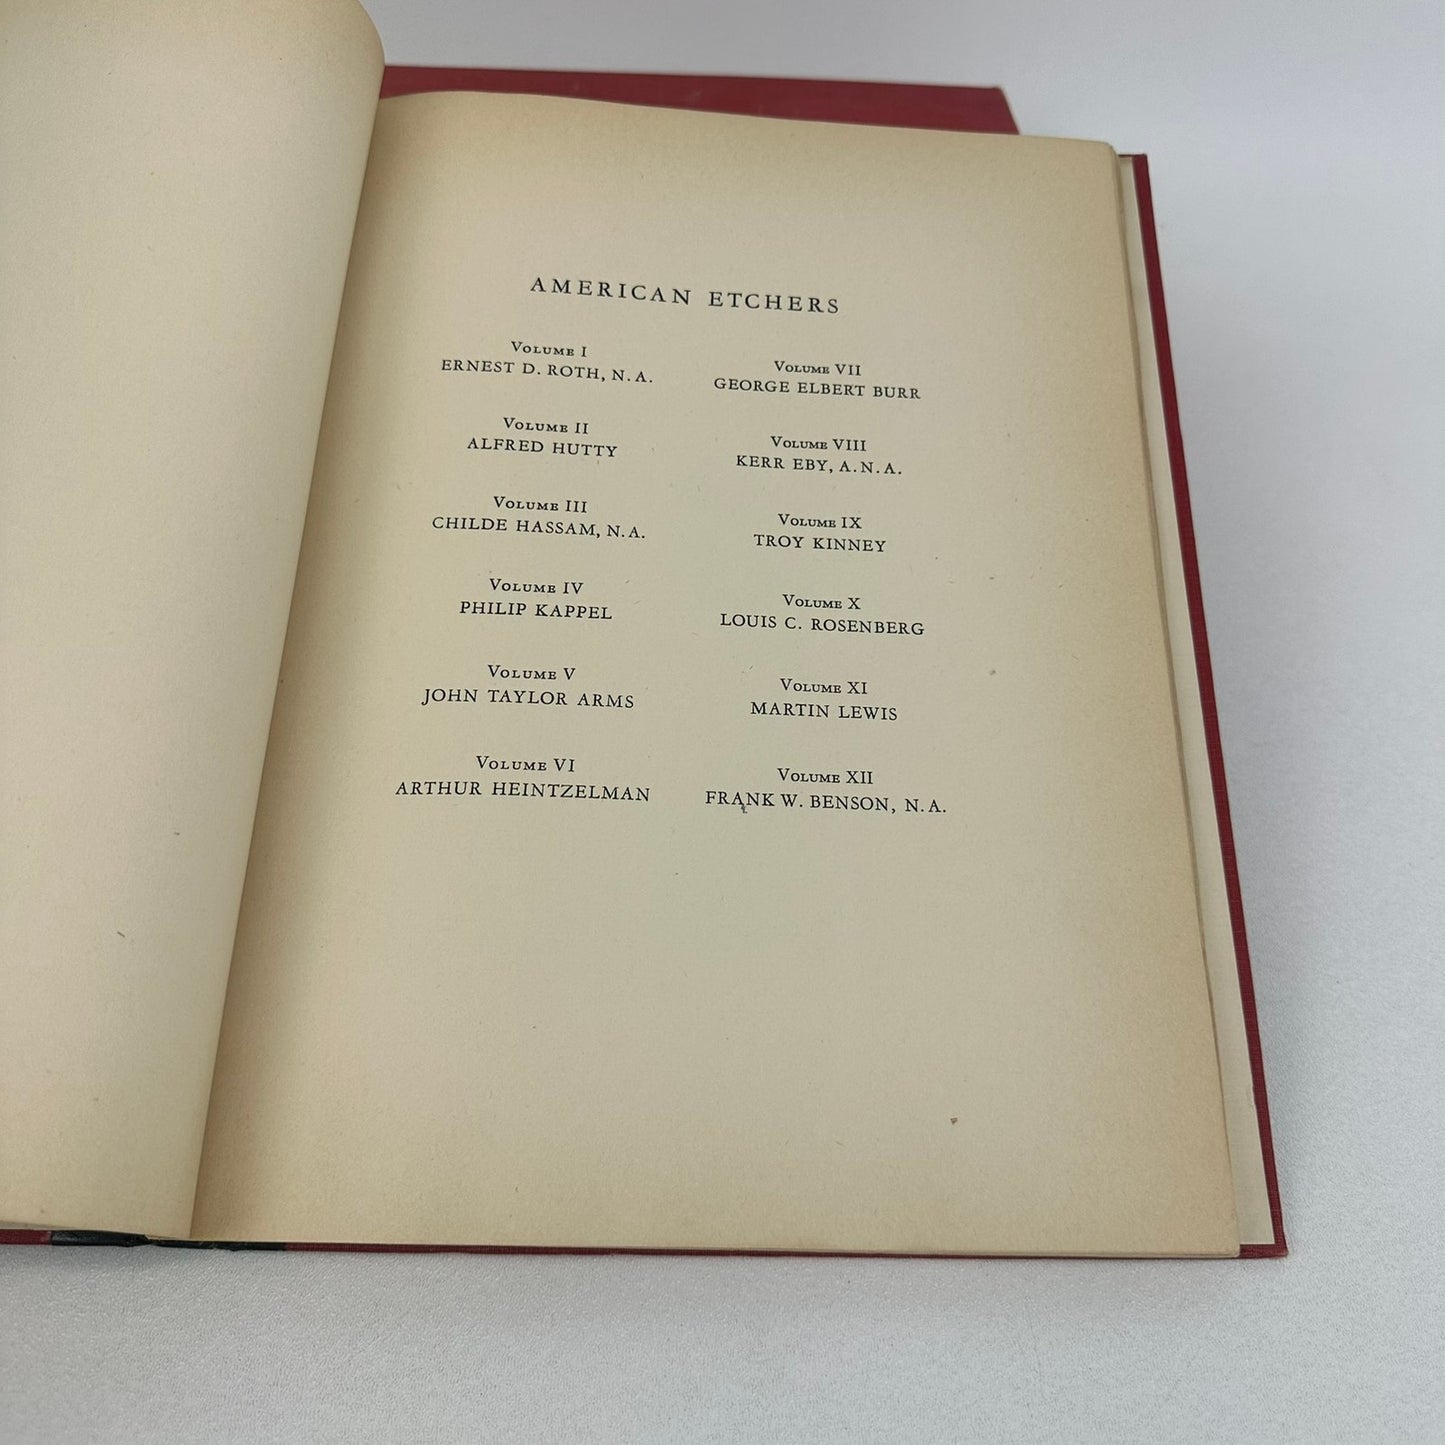 AMERICAN ETCHERS
VOLUME I
ERNEST D. ROTH, N.A.
VOLUME II
ALFRED HUTTY
VOLUME III
CHILDE HASSAM, N.A.
VOLUME IV
PHILIP KAPPEL
VOLUME V
JOHN TAYLOR ARMS
VOLUME VI
ARTHUR HEINTZELMAN
VOLUME VII
GEORGE ELBERT BURR
VOLUME VIII
KERR EBY, A.N.A.
VOLUME IX
TROY KINNEY
VOLUME X
LOUIS C. ROSENBERG
VOLUME XI
MARTIN LEWIS
VOLUME XII
FRANK W. BENSON, N.A.